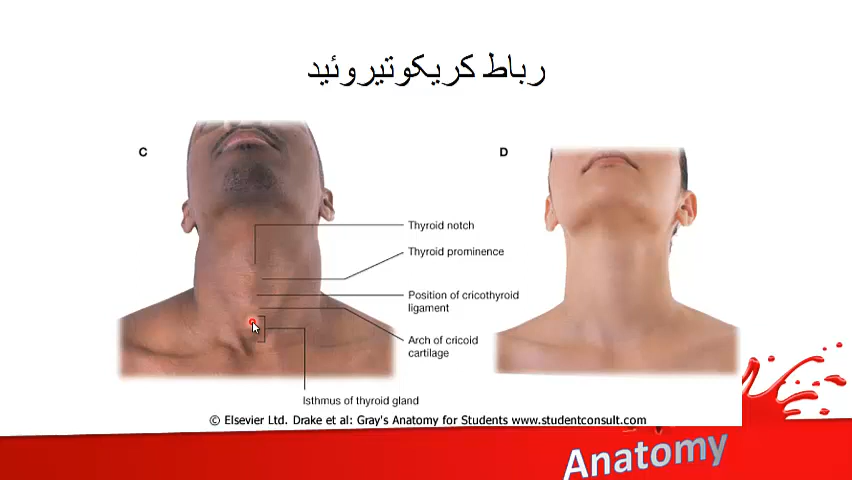 رباط کریکوتیروئید
C
D
Thyroid notch
Thyroid prominence
Position of cricothyroid
ligament
Arch of cricoid
cartilage
Isthmus of thyroid gland
© Elsevier Ltd. Drake et al: Gray's Anatomy for Students www.studentconsult.com
Anatomy